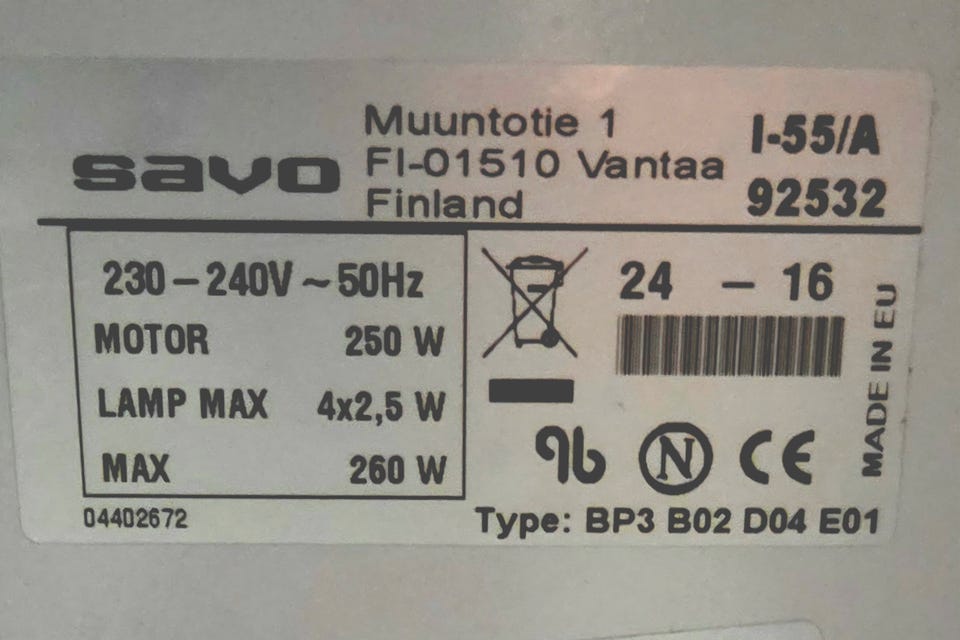 savo
Muuntotie 1
FI-01510 Vantaa
Finland
I-55/A
92532
230-240V ~ 50Hz
MOTOR 250 W
LAMP MAX 4x2,5 W
MAX 260 W
04402672
24 - 16
MADE IN EU
N
CE
Type: BP3 B02 D04 E01